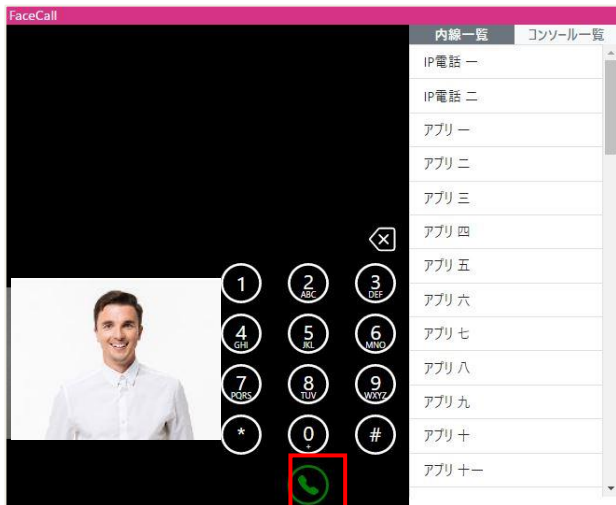 FaceCall
内線一覧 コンソール一覧
IP電話 一
IP電話 二
アプリ 一
アプリ 二
アプリ 三
アプリ 四
アプリ 五
アプリ 六
アプリ 七
アプリ 八
アプリ 九
アプリ 十
アプリ 十一
1 2 3
ABC DEF
4 5 6
GHI JKL MNO
7 8 9
PQRS TUV WXYZ
* 0 #
+